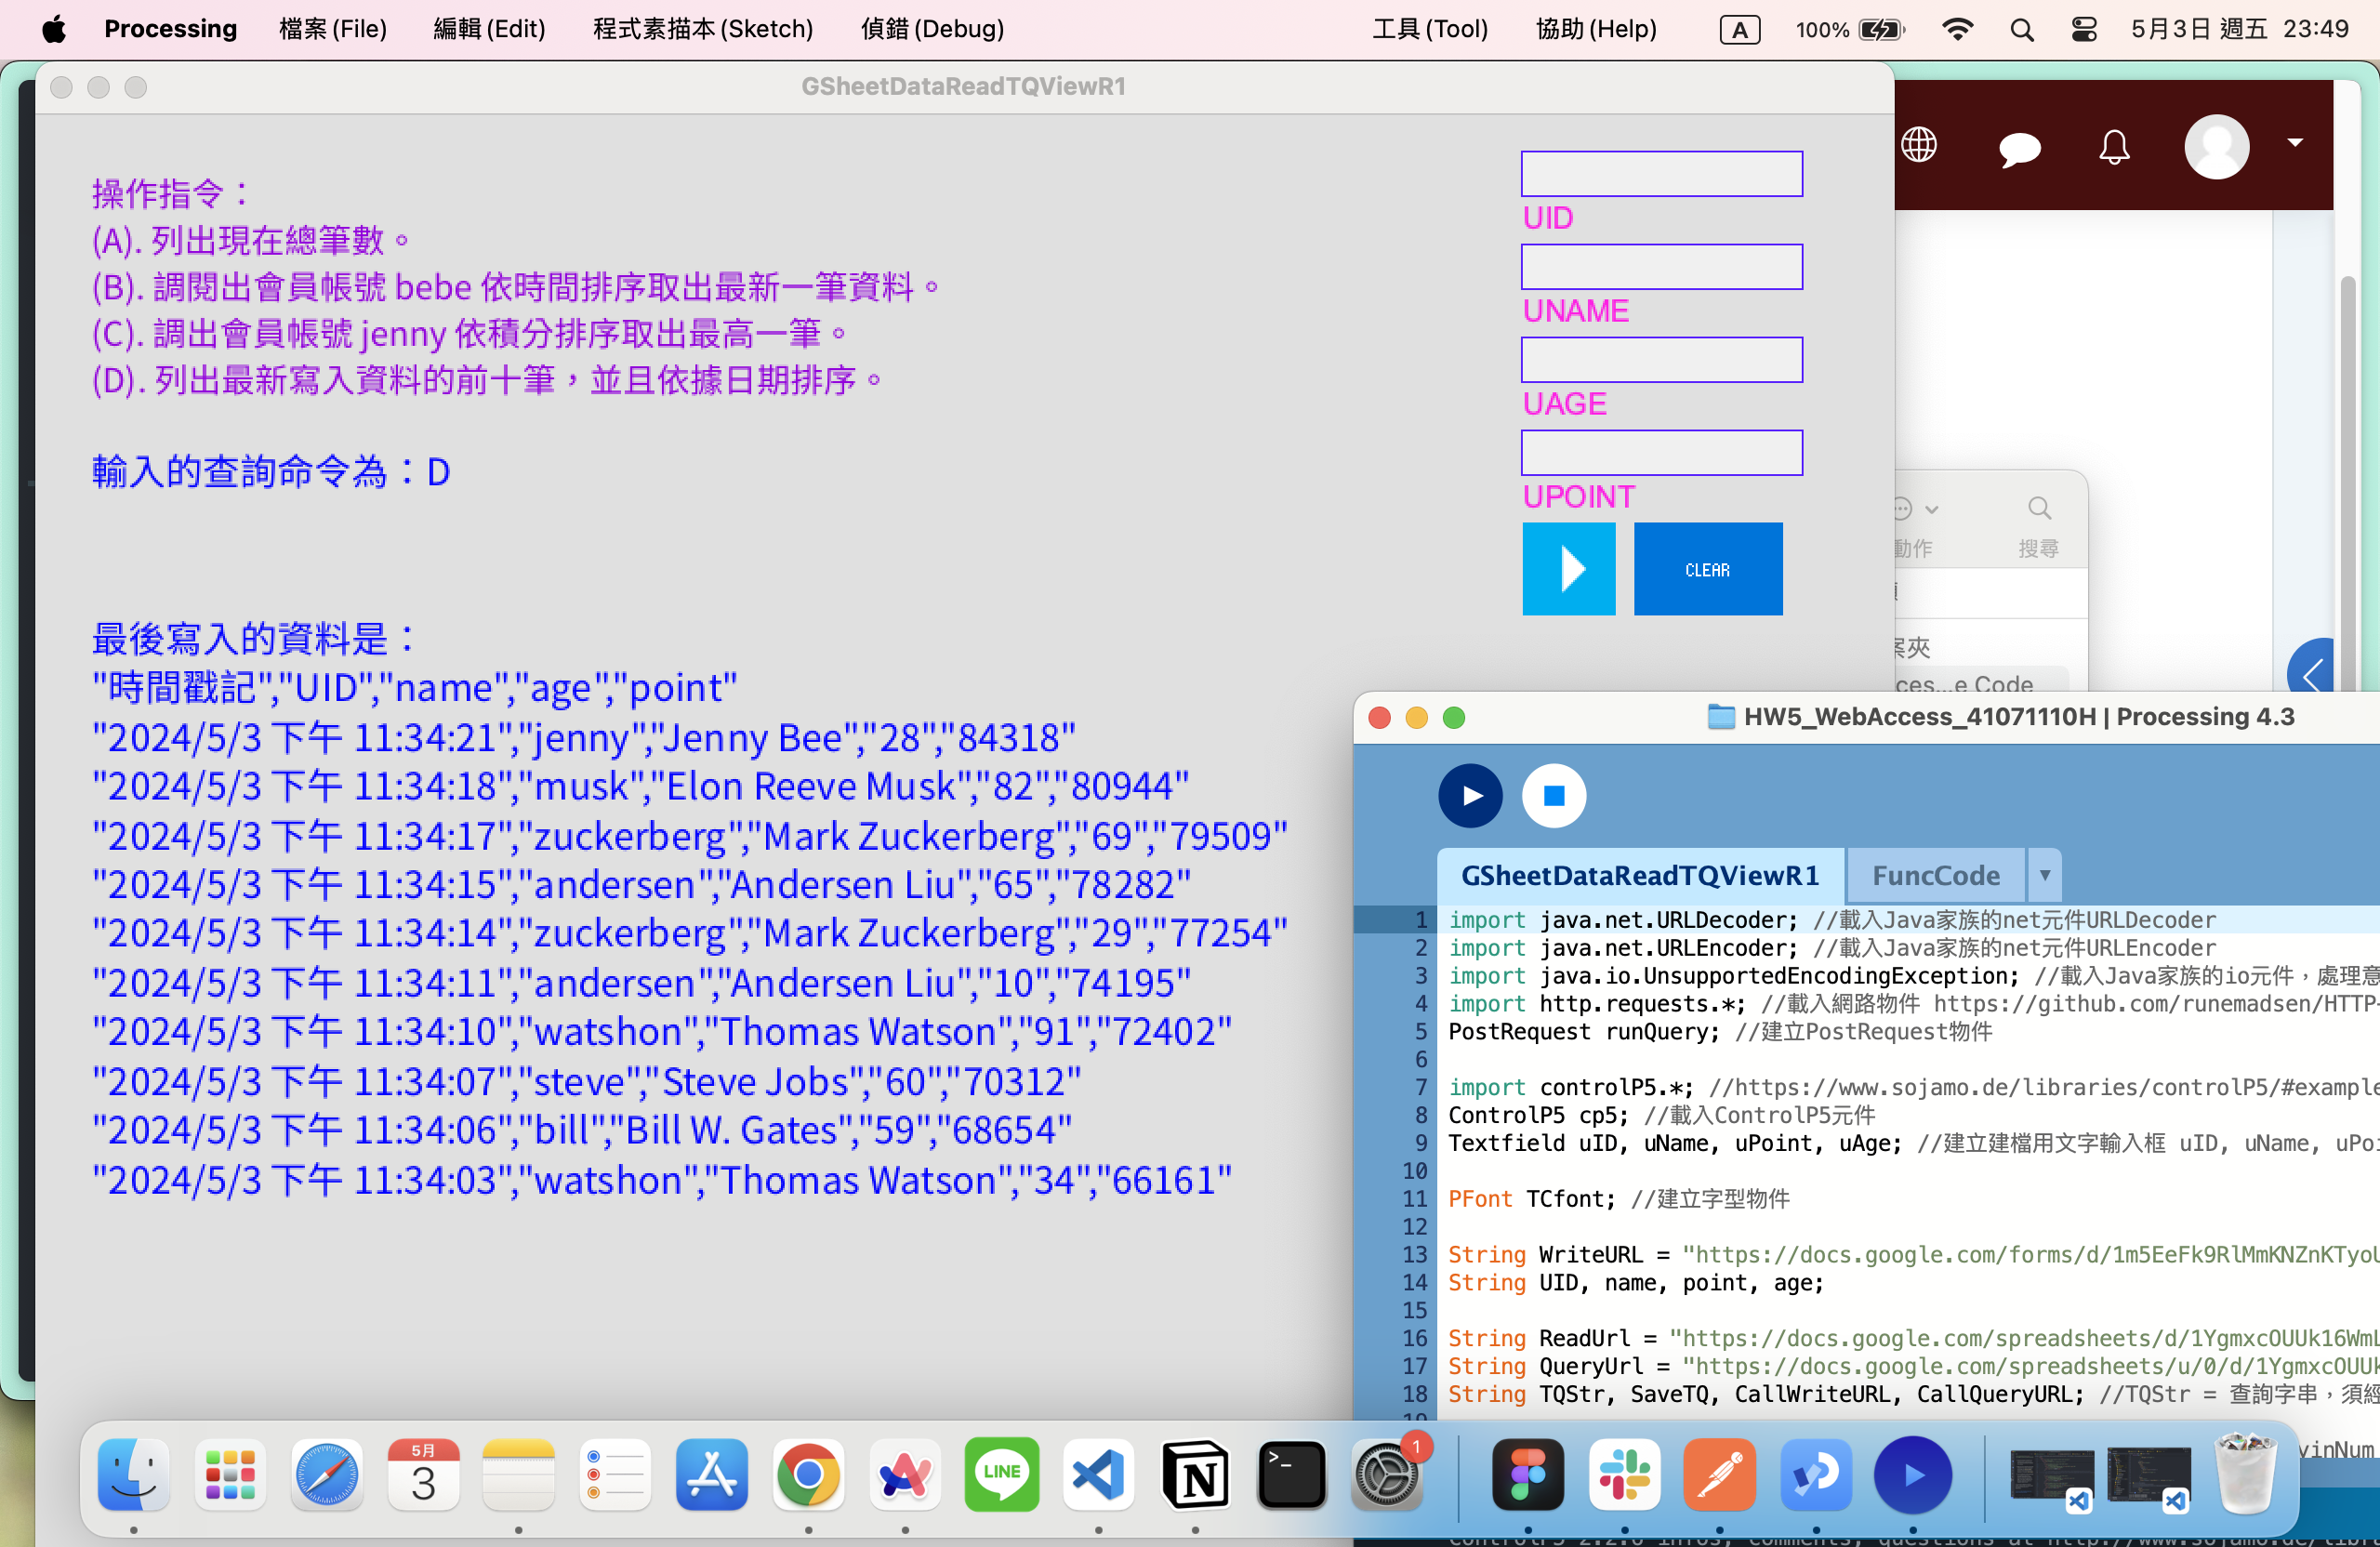 Processing 檔案 (File) 編輯 (Edit) 程式素描本 (Sketch) 偵錯 (Debug) 工具 (Tool) 協助 (Help) A 100% 5月3日 週五 23:49
GSheetDataReadTQViewR1
操作指令：
(A). 列出現在總筆數。
(B). 調閱出會員帳號 bebe 依時間排序取出最新一筆資料。
(C). 調出會員帳號 jenny 依積分排序取出最高一筆。
(D). 列出最新寫入資料的前十筆，並且依據日期排序。
輸入的查詢命令為：D
UID
UNAME
UAGE
UPOINT
CLEAR
最後寫入的資料是：
"時間戳記","UID","name","age","point"
"2024/5/3 下午 11:34:21","jenny","Jenny Bee","28","84318"
"2024/5/3 下午 11:34:18","musk","Elon Reeve Musk","82","80944"
"2024/5/3 下午 11:34:17","zuckerberg","Mark Zuckerberg","69","79509"
"2024/5/3 下午 11:34:15","andersen","Andersen Liu","65","78282"
"2024/5/3 下午 11:34:14","zuckerberg","Mark Zuckerberg","29","77254"
"2024/5/3 下午 11:34:11","andersen","Andersen Liu","10","74195"
"2024/5/3 下午 11:34:10","watshon","Thomas Watson","91","72402"
"2024/5/3 下午 11:34:07","steve","Steve Jobs","60","70312"
"2024/5/3 下午 11:34:06","bill","Bill W. Gates","59","68654"
"2024/5/3 下午 11:34:03","watshon","Thomas Watson","34","66161"
動作 搜尋
案夾
ces...e Code
HW5_WebAccess_41071110H | Processing 4.3
GSheetDataReadTQViewR1 FuncCode
1 import java.net.URLDecoder; //載入Java家族的net元件URLDecoder
2 import java.net.URLEncoder; //載入Java家族的net元件URLEncoder
3 import java.io.UnsupportedEncodingException; //載入Java家族的io元件，處理意
4 import http.requests.*; //載入網路物件 https://github.com/runemadsen/HTTP-
5 PostRequest runQuery; //建立PostRequest物件
6
7 import controlP5.*; //https://www.sojamo.de/libraries/controlP5/#example
8 ControlP5 cp5; //載入ControlP5元件
9 Textfield uID, uName, uPoint, uAge; //建立建檔用文字輸入框 uID, uName, uPoi
10
11 PFont TCfont; //建立字型物件
12
13 String WriteURL = "https://docs.google.com/forms/d/1m5EeFk9RlMmKNZnKTyoU
14 String UID, name, point, age;
15
16 String ReadUrl = "https://docs.google.com/spreadsheets/d/1YgmxcOUUk16WmL
17 String QueryUrl = "https://docs.google.com/spreadsheets/u/0/d/1YgmxcOUUk
18 String TQStr, SaveTQ, CallWriteURL, CallQueryURL; //TQStr = 查詢字串，須經
19
vinNum
5月
3
LINE
1